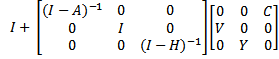 I + [(I − A)⁻¹ 0 0; 0 I 0; 0 0 (I − H)⁻¹] [0 0 C; V 0 0; 0 Y 0]